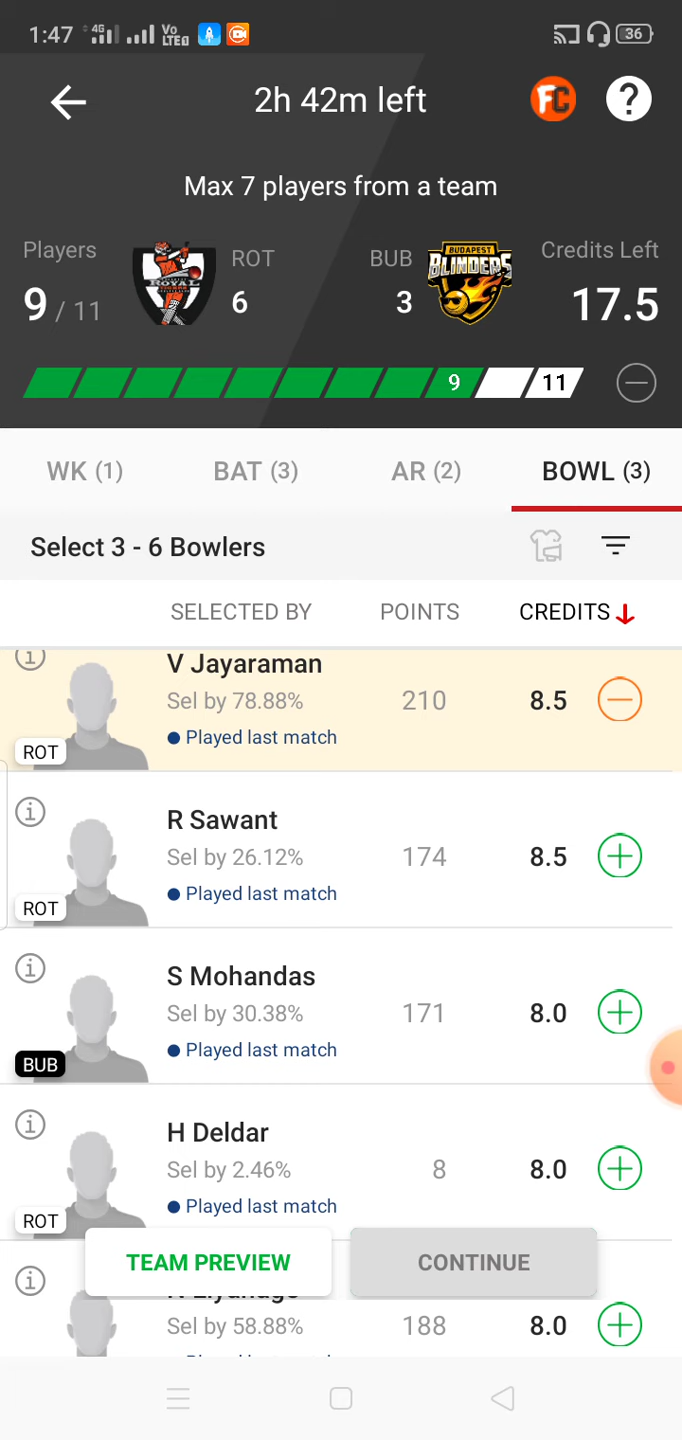 1:47 4G Vo LTE 36
2h 42m left FC ?
Max 7 players from a team
Players ROT BUB Credits Left
9 / 11 6 3 17.5
ROYAL
BUDAPEST
BLINDERS
9 11
WK (1) BAT (3) AR (2) BOWL (3)
Select 3 - 6 Bowlers
SELECTED BY POINTS CREDITS
V Jayaraman
Sel by 78.88% 210 8.5
Played last match
ROT
R Sawant
Sel by 26.12% 174 8.5
Played last match
ROT
S Mohandas
Sel by 30.38% 171 8.0
Played last match
BUB
H Deldar
Sel by 2.46% 8 8.0
Played last match
ROT
TEAM PREVIEW CONTINUE
Sel by 58.88% 188 8.0